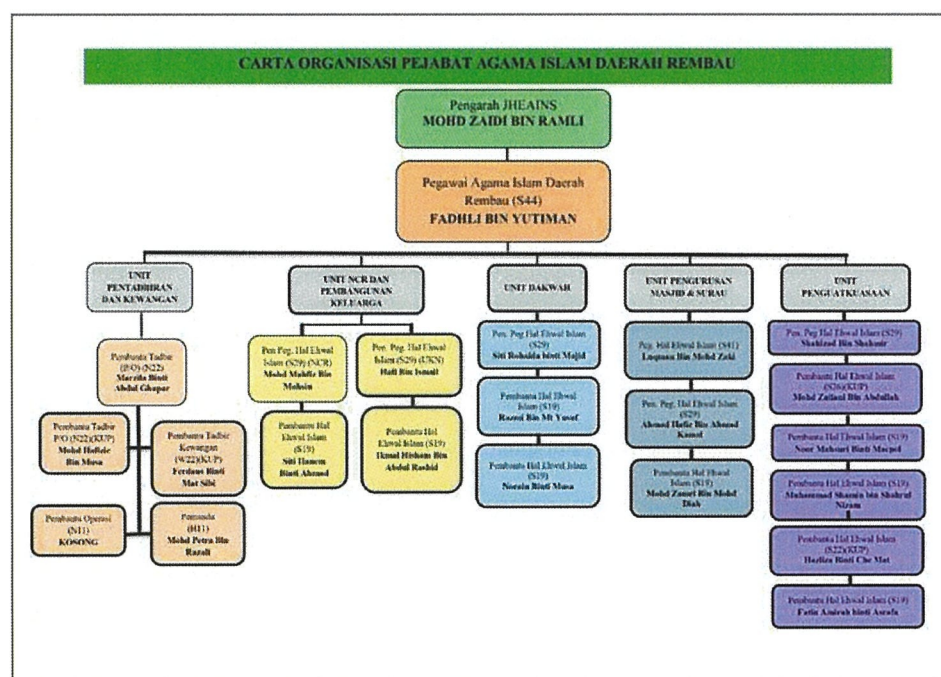 CARTA ORGANISASI PEJABAT AGAMA ISLAM DAERAH REMBAU
Pengarah JHEAINS
MOHD ZAIDI BIN RAMLI
Pegawai Agama Islam Daerah
Rembau (S44)
FADHLI BIN YUTIMAN
UNIT
PENTADBIRAN
DAN KEWANGAN
Pembantu Tadbir
(P/O) (N22)
Marzila Binti
Abdul Ghapar
Pembantu Tadbir
P/O (N22)(KUP)
Mohd
Bin Musa
Pembantu Tadbir
Kewangan
(W22)(KUP)
Ferdaus Binti
Mat Sibi
Pembantu Operasi
(N11)
KOSONG
Pemandu
(H11)
Mohd Petra Bin
Razali
UNIT NCR DAN
PEMBANGUNAN
KELUARGA
Pen Peg. Hal Ehwal
Islam (S29) (NCR)
Mohd Mahfiz Bin
Mohsin
Pembantu Hal
Ehwal Islam
(S19)
Siti Hanem
Binti Ahmad
Pen. Peg. Hal Ehwal
Islam (S29) (UKN)
Hafi Bin Ismail
Pembantu Hal
Ehwal Islam (S19)
Ikmal Hisham Bin
Abdul Rashid
UNIT DAKWAH
Pen. Peg Hal Ehwal Islam
(S29)
Siti Rohaida binti Majid
Pembantu Hal Ehwal
Islam (S19)
Razmi Bin Mt Yusof
Pembantu Hal Ehwal Islam
(S19)
Norain Binti Musa
UNIT PENGURUSAN
MASJID & SURAU
Pen. Peg Hal Ehwal Islam (S41)
Luqman Bin Mohd Zaki
Pen. Peg. Hal Ehwal Islam
(S29)
Ahmad Hafiz Bin Ahmad
Kamal
Pembantu Hal Ehwal Islam
(S19)
Mohd Zamri Bin Mohd
Diah
UNIT
PENGUATKUASAAN
Pen. Peg Hal Ehwal Islam (S29)
Shahizad Bin Shahmir
Pembantu Hal Ehwal Islam
(S26)(KUP)
Mohd Zailani Bin Abdullah
Pembantu Hal Ehwal Islam (S19)
Noor Mahsuri Binti Maspol
Pembantu Hal Ehwal Islam (S19)
Muhammad Shamin bin Shahrul
Nizam
Pembantu Hal Ehwal Islam
(S22)(KUP)
Hazliza Binti Che Mat
Pembantu Hal Ehwal Islam (S19)
Fatin Amirah binti Asrafa